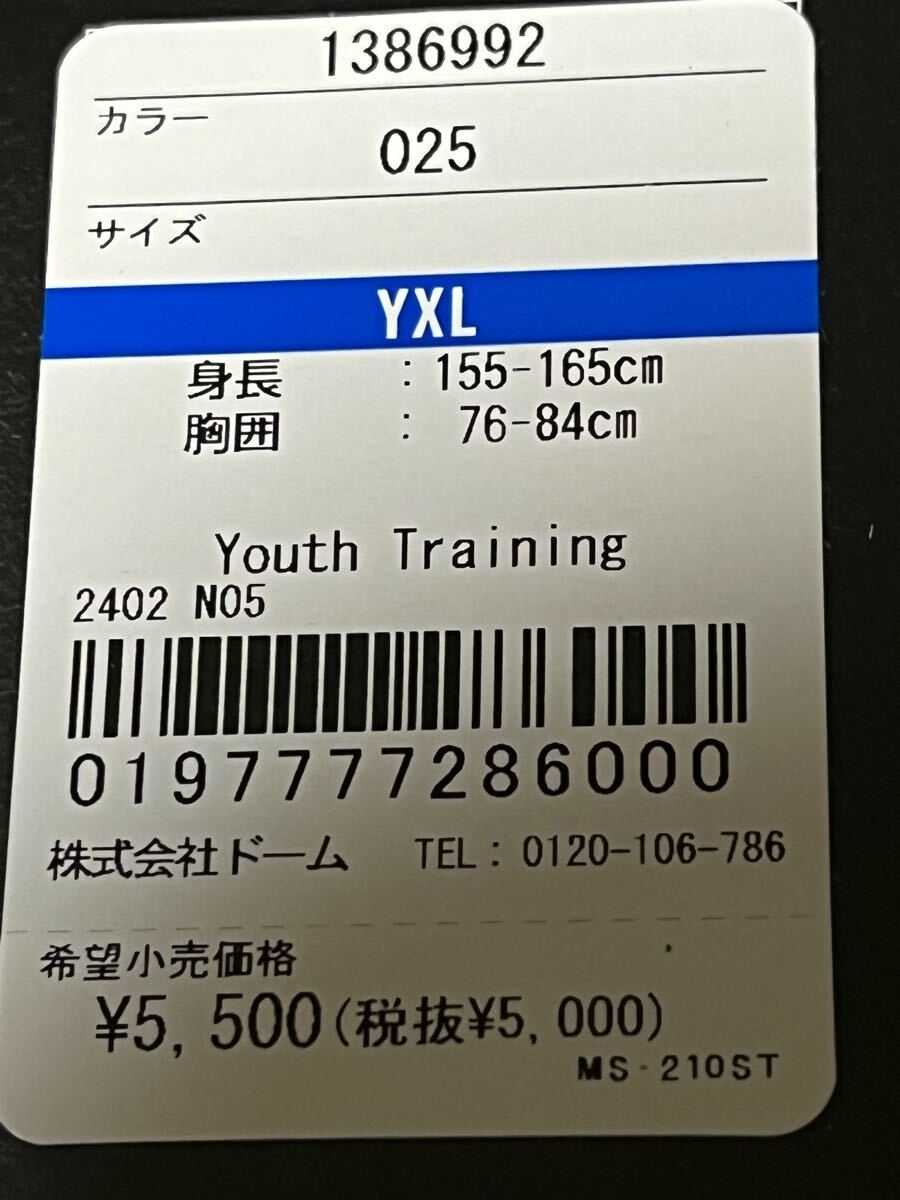 1386992
カラー
025
サイズ
YXL
身長 : 155-165cm
胸囲 : 76-84cm
Youth Training
2402 N05
0197777286000
株式会社ドーム TEL: 0120-106-786
希望小売価格
¥5,500(税抜¥5,000)
MS-210ST